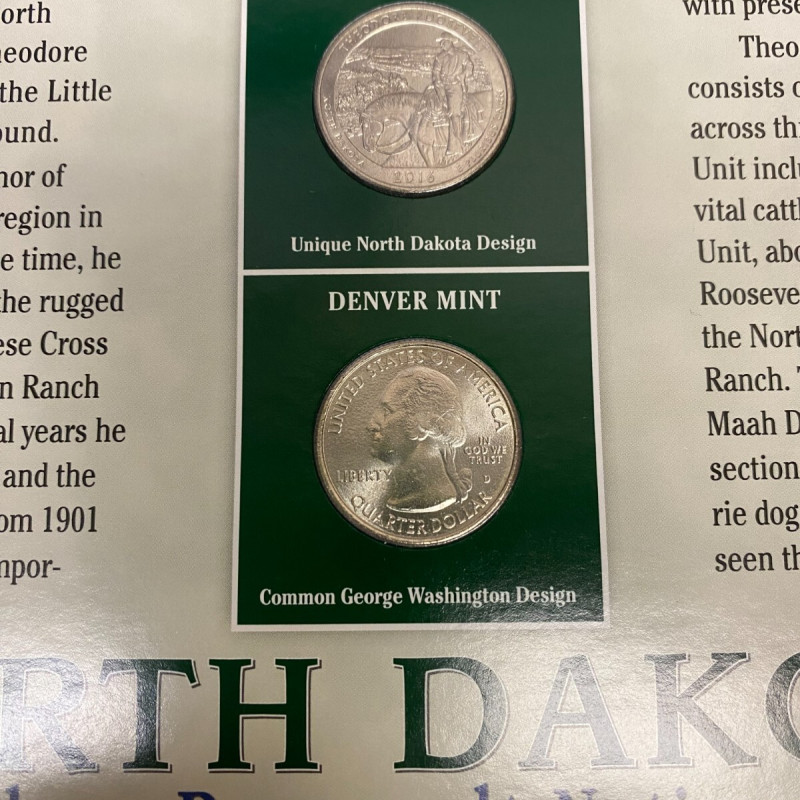 orth
heodore
the Little
ound.
nor of
region in
e time, he
the rugged
ese Cross
n Ranch
al years he
and the
om 1901
npor-
THEODORE ROOSEVELT
2016
Unique North Dakota Design
DENVER MINT
UNITED STATES OF AMERICA
IN
GOD WE
TRUST
LIBERTY
D
QUARTER DOLLAR
Common George Washington Design
with prese
Theo
consists o
across th
Unit inclu
vital cattl
Unit, abo
Rooseve
the Nort
Ranch. T
Maah D
section
rie dog
seen th
RTH DAKO